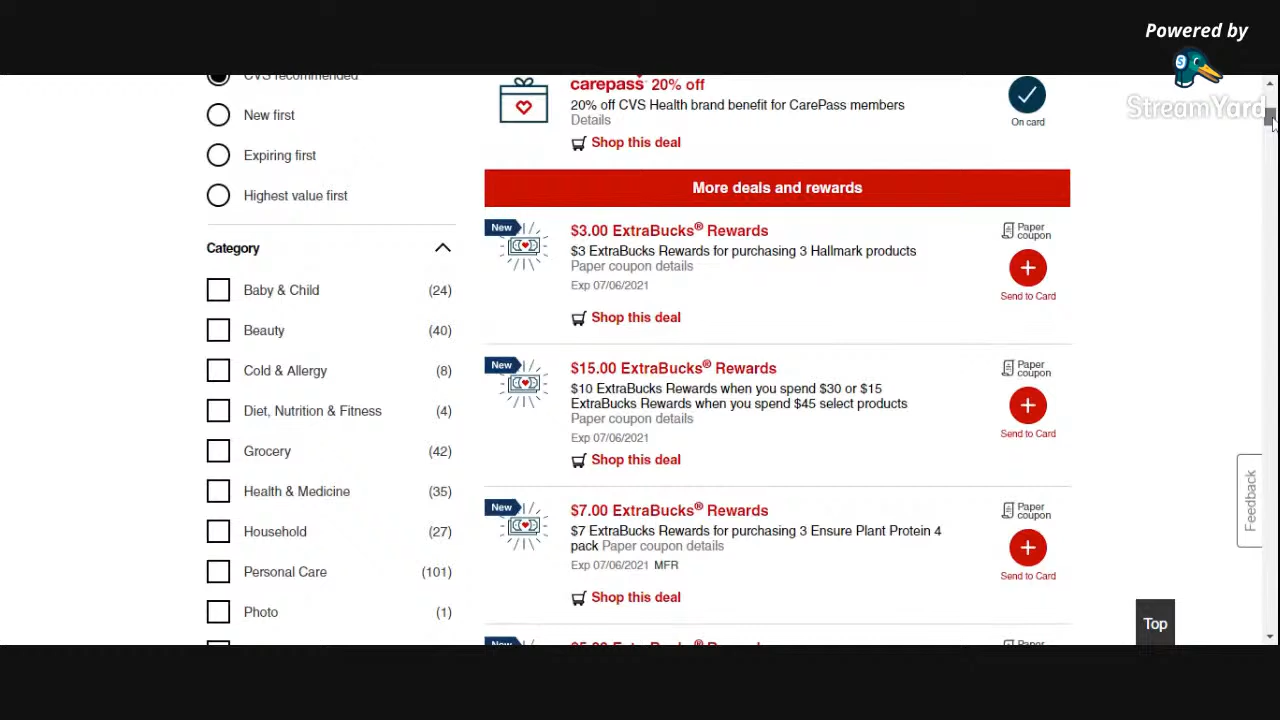 Powered by
StreamYard
CVS recommended
New first
Expiring first
Highest value first
Category
Baby & Child (24)
Beauty (40)
Cold & Allergy (8)
Diet, Nutrition & Fitness (4)
Grocery (42)
Health & Medicine (35)
Household (27)
Personal Care (101)
Photo (1)
carepass 20% off
20% off CVS Health brand benefit for CarePass members
Details
Shop this deal
On card
More deals and rewards
New
$3.00 ExtraBucks® Rewards
$3 ExtraBucks Rewards for purchasing 3 Hallmark products
Paper coupon details
Exp 07/06/2021
Shop this deal
Paper
coupon
Send to Card
New
$15.00 ExtraBucks® Rewards
$10 ExtraBucks Rewards when you spend $30 or $15
ExtraBucks Rewards when you spend $45 select products
Paper coupon details
Exp 07/06/2021
Shop this deal
Paper
coupon
Send to Card
New
$7.00 ExtraBucks® Rewards
$7 ExtraBucks Rewards for purchasing 3 Ensure Plant Protein 4
pack Paper coupon details
Exp 07/06/2021 MFR
Shop this deal
Paper
coupon
Send to Card
New
Feedback
Top